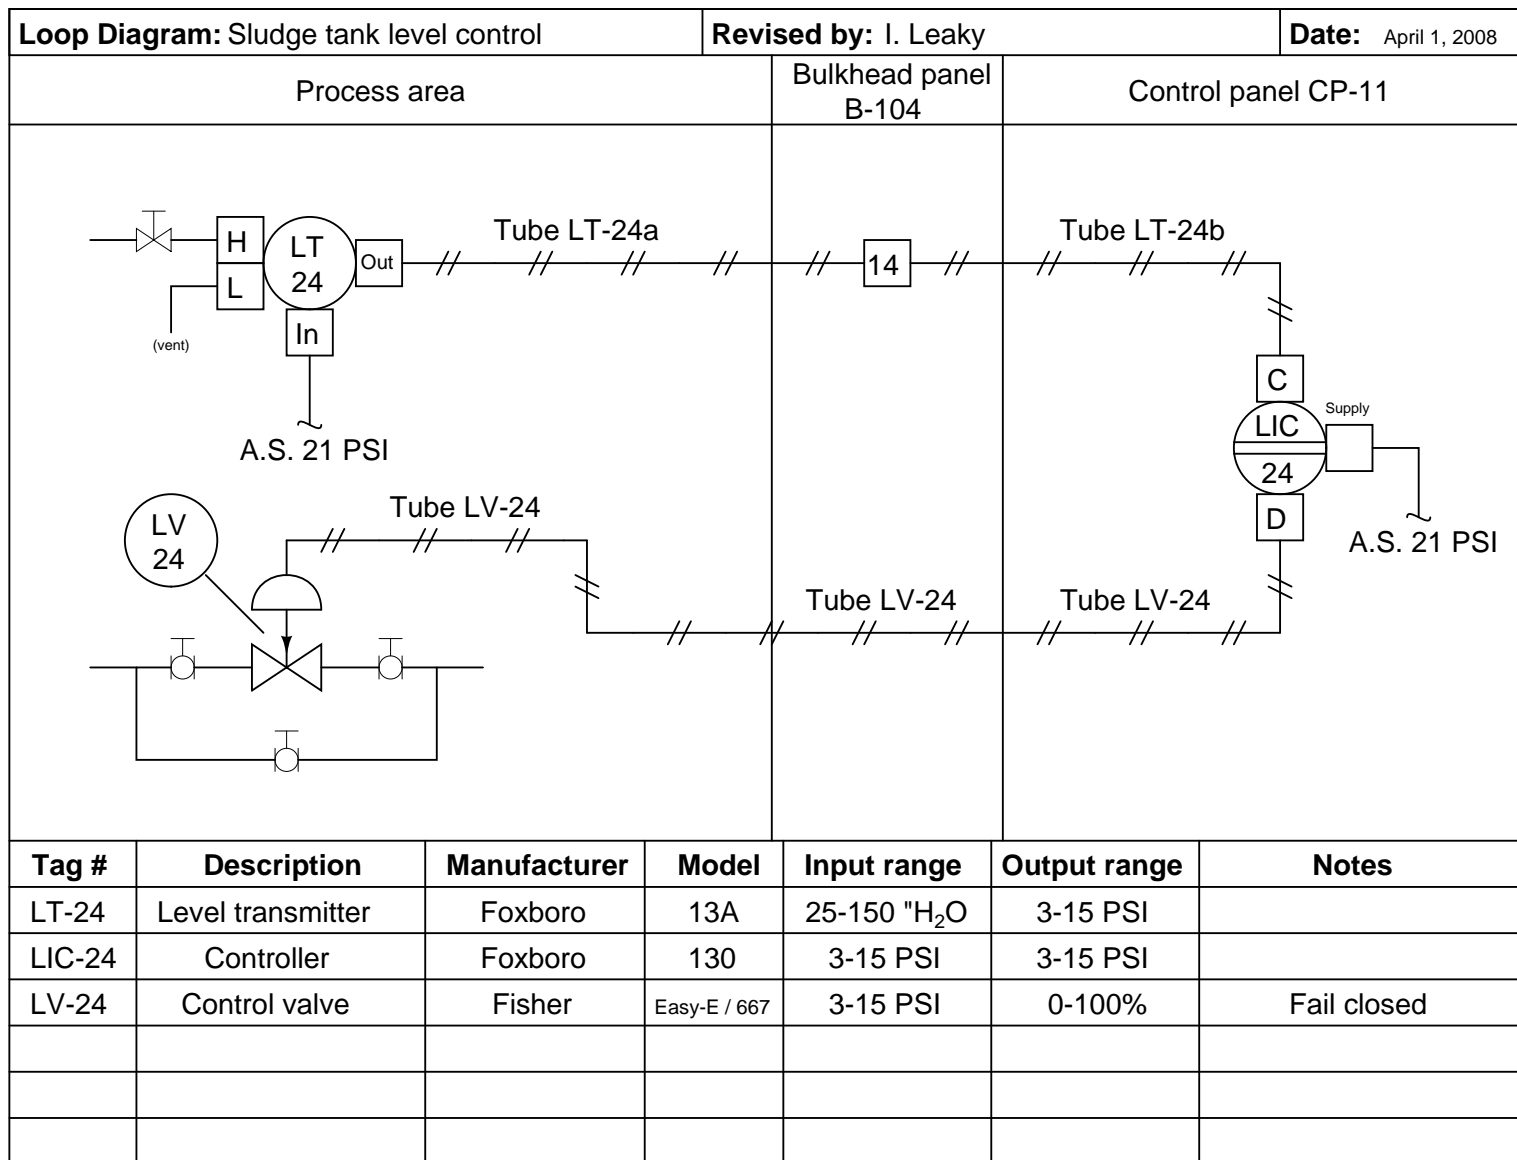 Loop Diagram: Sludge tank level control Revised by: I. Leaky Date: April 1, 2008
Process area
Bulkhead panel
B-104
Control panel CP-11
H
L
LT
24
Out
In
(vent)
A.S. 21 PSI
Tube LT-24a
14
Tube LT-24b
C
LIC
24
Supply
D
A.S. 21 PSI
LV
24
Tube LV-24
Tube LV-24
Tube LV-24
Tag # Description Manufacturer Model Input range Output range Notes
LT-24 Level transmitter Foxboro 13A 25-150 "H₂O 3-15 PSI
LIC-24 Controller Foxboro 130 3-15 PSI 3-15 PSI
LV-24 Control valve Fisher Easy-E / 667 3-15 PSI 0-100% Fail closed